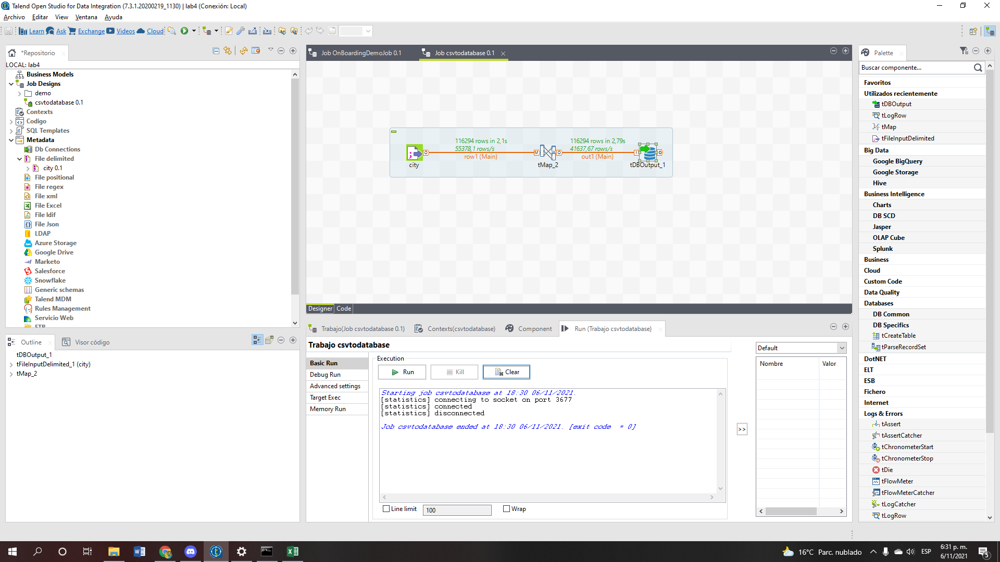 Talend Open Studio for Data Integration (7.3.1.20200219_1130) | lab4 (Conexión: Local)
Archivo Editar View Ventana Ayuda
Learn Ask Exchange Videos Cloud
*Repositorio
LOCAL: lab4
Business Models
Job Designs
demo
csvtodatabase 0.1
Contexts
Codigo
SQL Templates
Metadata
Db Connections
File delimited
city 0.1
File positional
File regex
File xml
File Excel
File ldif
File Json
LDAP
Azure Storage
Google Drive
Marketo
Salesforce
Snowflake
Generic schemas
Talend MDM
Rules Management
Servicio Web
FTP
Outline
Visor código
tDBOutput_1
tFileInputDelimited_1 (city)
tMap_2
Job OnBoardingDemoJob 0.1
Job csvtodatabase 0.1
116294 rows in 2,1s
55378,1 rows/s
row1 (Main)
116294 rows in 2,79s
41637,67 rows/s
out1 (Main)
city
tMap_2
tDBOutput_1
Designer Code
Trabajo(Job csvtodatabase 0.1)
Contexts(csvtodatabase)
Component
Run (Trabajo csvtodatabase)
Trabajo csvtodatabase
Basic Run
Debug Run
Advanced settings
Target Exec
Memory Run
Execution
Run
Kill
Clear
Starting job csvtodatabase at 18:30 06/11/2021.
[statistics] connecting to socket on port 3677
[statistics] connected
[statistics] disconnected
Job csvtodatabase ended at 18:30 06/11/2021. [exit code  = 0]
Line limit
100
Wrap
>>
Default
Nombre
Valor
Palette
Buscar componente...
Favoritos
Utilizados recientemente
tDBOutput
tLogRow
tMap
tFileInputDelimited
Big Data
Google BigQuery
Google Storage
Hive
Business Intelligence
Charts
DB SCD
Jasper
OLAP Cube
Splunk
Business
Cloud
Custom Code
Data Quality
Databases
DB Common
DB Specifics
tCreateTable
tParseRecordSet
DotNET
ELT
ESB
Fichero
Internet
Logs & Errors
tAssert
tAssertCatcher
tChronometerStart
tChronometerStop
tDie
tFlowMeter
tFlowMeterCatcher
tLogCatcher
tLogRow
16°C Parc. nublado
ESP
6:31 p. m.
6/11/2021
5